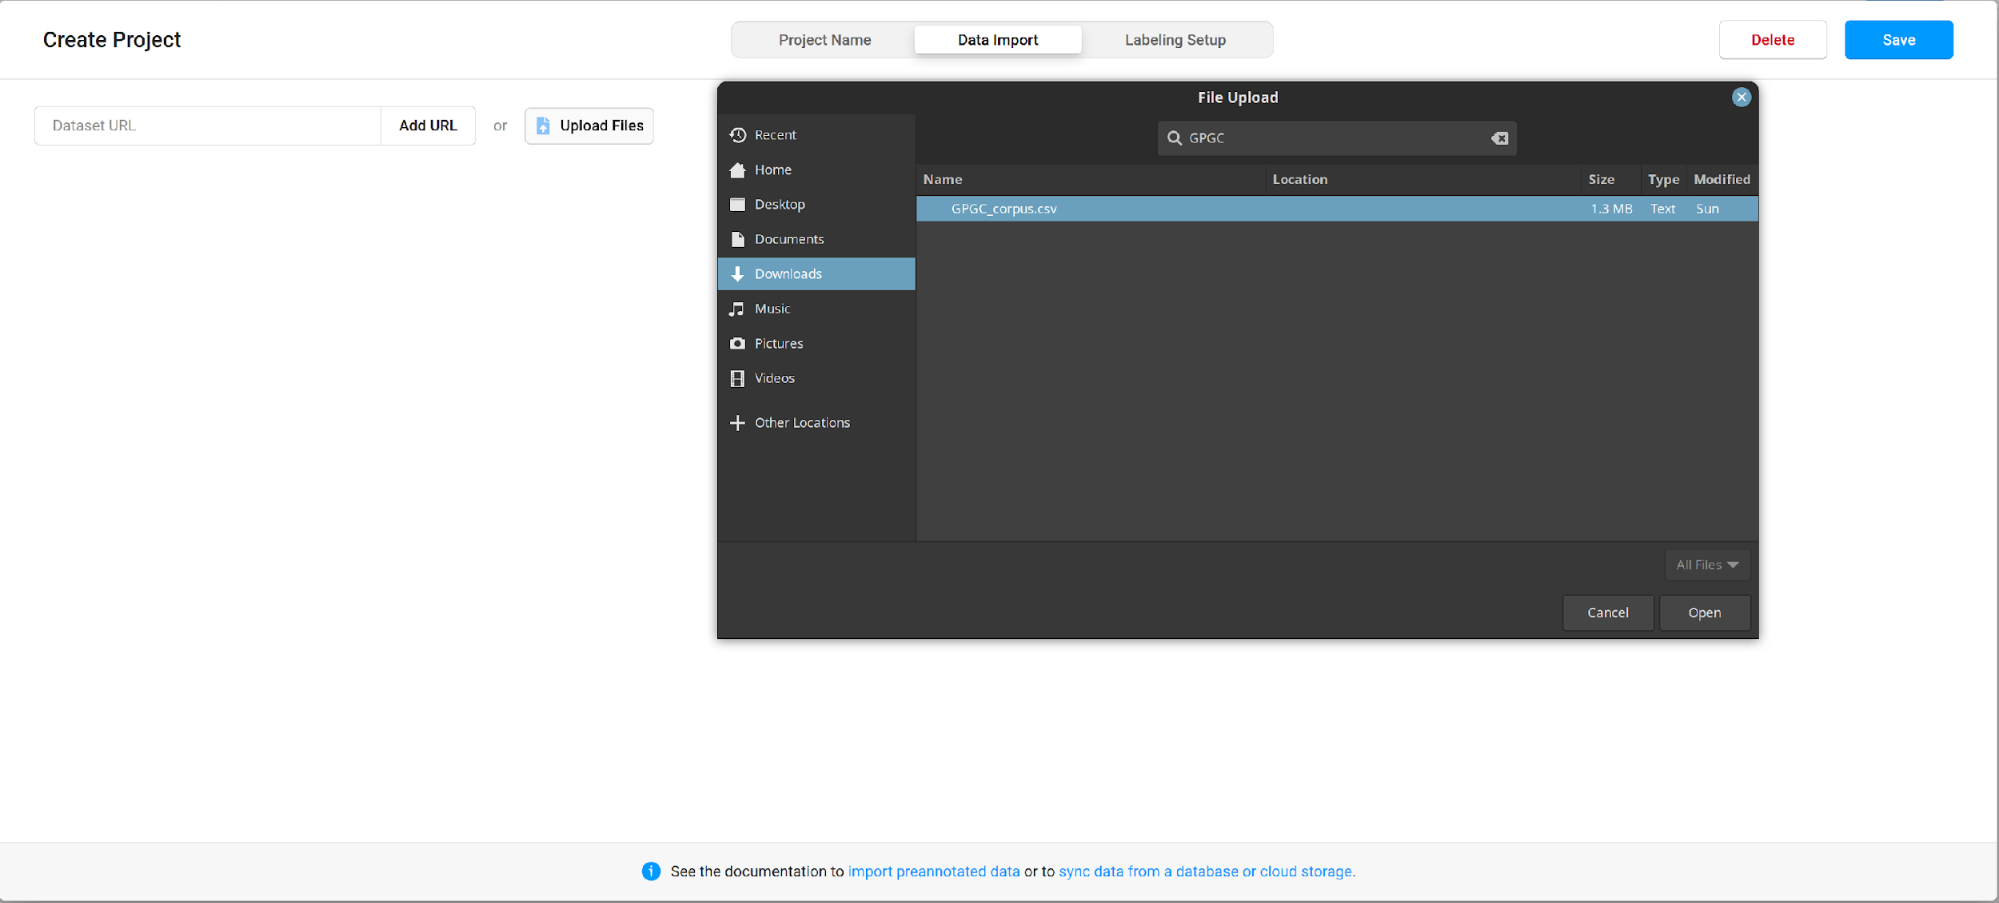 Create Project
Project Name Data Import Labeling Setup
Delete Save
Dataset URL Add URL or Upload Files
File Upload
GPGC
Recent
Home
Desktop
Documents
Downloads
Music
Pictures
Videos
Other Locations
Name Location Size Type Modified
GPGC_corpus.csv 1.3 MB Text Sun
All Files
Cancel Open
See the documentation to import preannotated data or to sync data from a database or cloud storage.